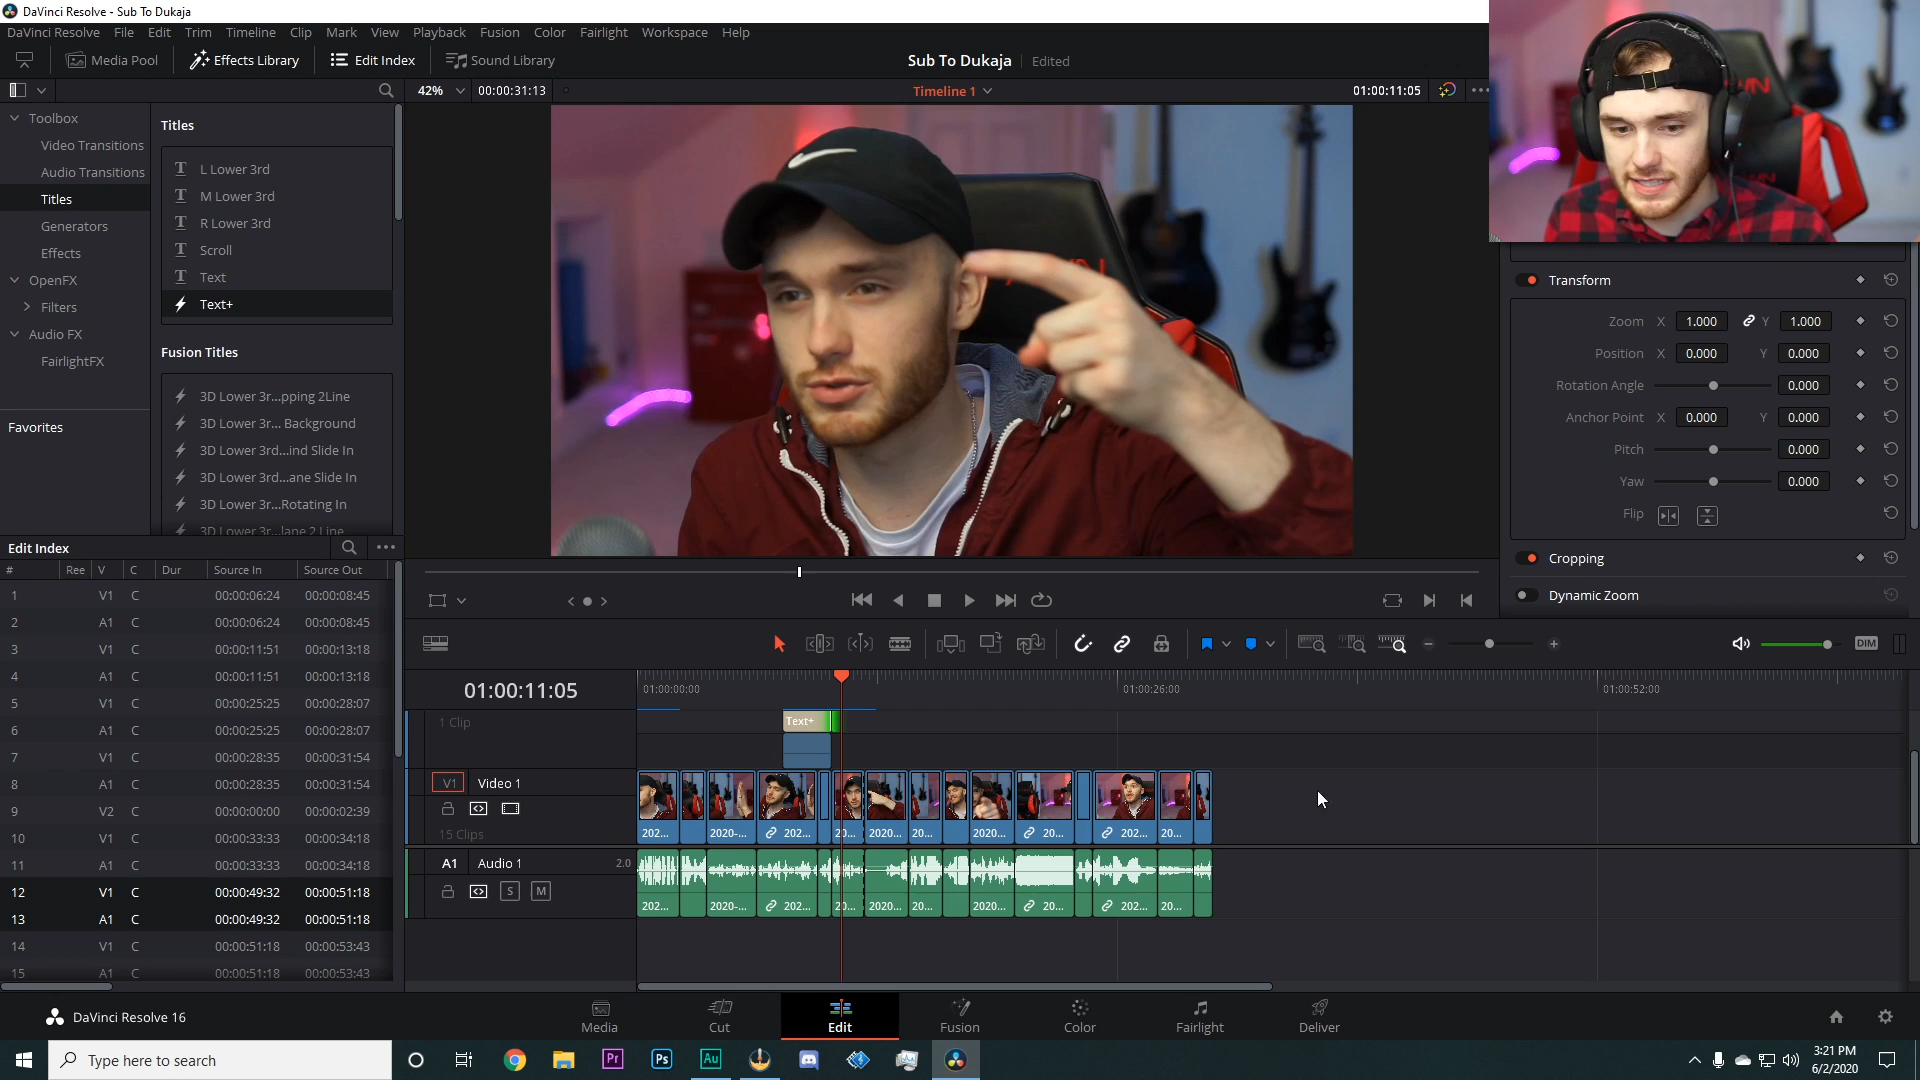 DaVinci Resolve - Sub To Dukaja
DaVinci Resolve File Edit Trim Timeline Clip Mark View Playback Fusion Color Fairlight Workspace Help
Media Pool Effects Library Edit Index Sound Library Sub To Dukaja Edited
42% 00:00:31:13 Timeline 1 01:00:11:05
Toolbox
Video Transitions
Audio Transitions
Titles
Generators
Effects
OpenFX
Filters
Audio FX
FairlightFX
Favorites
Titles
L Lower 3rd
M Lower 3rd
R Lower 3rd
Scroll
Text
Text+
Fusion Titles
3D Lower 3r...pping 2Line
3D Lower 3r... Background
3D Lower 3rd...ind Slide In
3D Lower 3rd...ane Slide In
3D Lower 3r...Rotating In
3D Lower 3r...lane 2 Line
Transform
Zoom X 1.000 Y 1.000
Position X 0.000 Y 0.000
Rotation Angle 0.000
Anchor Point X 0.000 Y 0.000
Pitch 0.000
Yaw 0.000
Flip
Cropping
Dynamic Zoom
Edit Index
# Ree V C Dur Source In Source Out
1 V1 C 00:00:06:24 00:00:08:45
2 A1 C 00:00:06:24 00:00:08:45
3 V1 C 00:00:11:51 00:00:13:18
4 A1 C 00:00:11:51 00:00:13:18
5 V1 C 00:00:25:25 00:00:28:07
6 A1 C 00:00:25:25 00:00:28:07
7 V1 C 00:00:28:35 00:00:31:54
8 A1 C 00:00:28:35 00:00:31:54
9 V2 C 00:00:00:00 00:00:02:39
10 V1 C 00:00:33:33 00:00:34:18
11 A1 C 00:00:33:33 00:00:34:18
12 V1 C 00:00:49:32 00:00:51:18
13 A1 C 00:00:49:32 00:00:51:18
14 V1 C 00:00:51:18 00:00:53:43
15 A1 C 00:00:51:18 00:00:53:43
DIM
01:00:11:05 01:00:00:00 01:00:26:00 01:00:52:00
1 Clip Text+
V1 Video 1
15 Clips 202... 2020-... 202... 20... 2020... 20... 2020... 20... 202... 20...
A1 Audio 1 2.0
S M
202... 2020-... 202... 20... 2020... 20... 2020... 20... 202... 20...
DaVinci Resolve 16 Media Cut Edit Fusion Color Fairlight Deliver
Type here to search Pr Ps Au
3:21 PM
6/2/2020